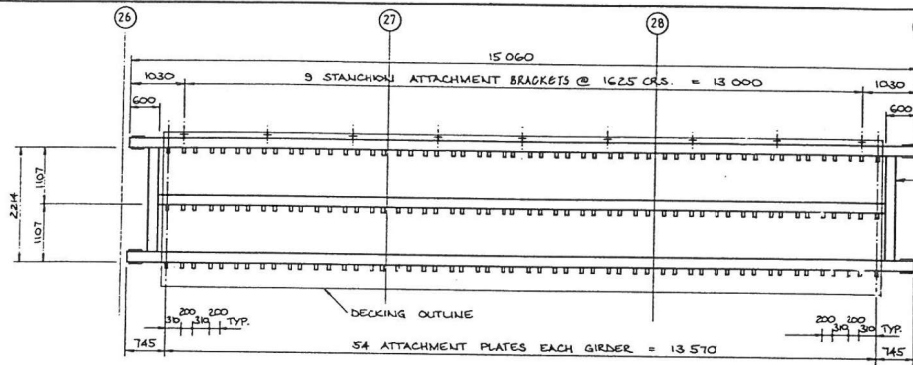 26
27
28
15 060
1030
9 STANCHION ATTACHMENT BRACKETS @ 1625 CRS. = 13 000
1030
600
600
2214
1107
1107
DECKING OUTLINE
310 200 310 200 TYP.
200 310 200 310 TYP.
745
54 ATTACHMENT PLATES EACH GIRDER = 13 570
745